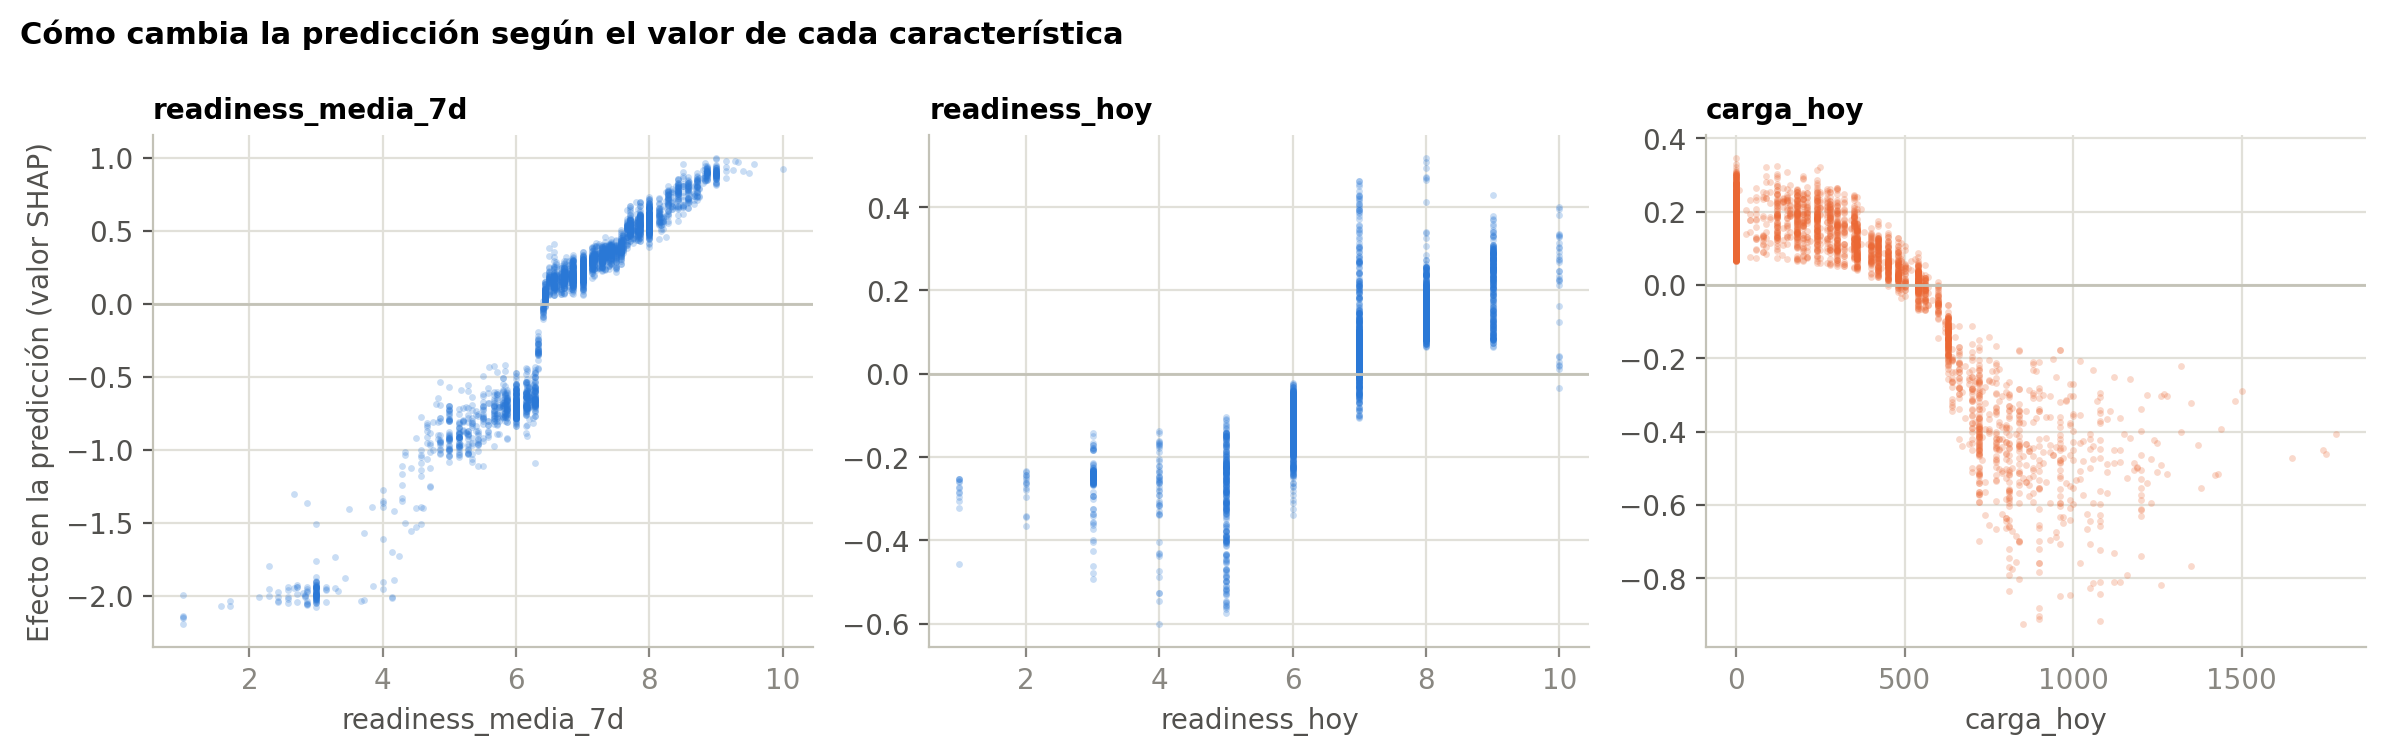 Cómo cambia la predicción según el valor de cada característica
readiness_media_7d
readiness_hoy
carga_hoy
Efecto en la predicción (valor SHAP)
1.0
0.5
0.0
−0.5
−1.0
−1.5
−2.0
2 4 6 8 10
readiness_media_7d
0.4
0.2
0.0
−0.2
−0.4
−0.6
2 4 6 8 10
readiness_hoy
0.4
0.2
0.0
−0.2
−0.4
−0.6
−0.8
0 500 1000 1500
carga_hoy